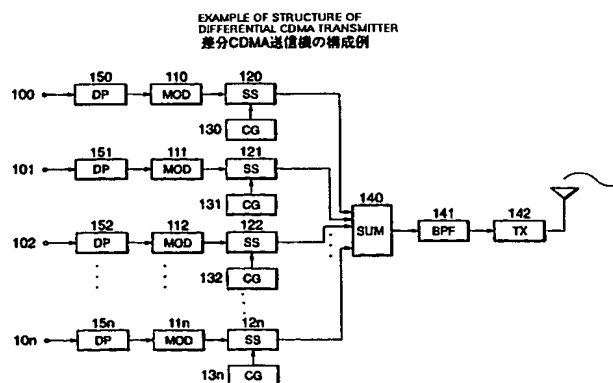 EXAMPLE OF STRUCTURE OF
DIFFERENTIAL CDMA TRANSMITTER
差分CDMA送信機の構成例
150 110 120
100 DP MOD SS
130 CG
151 111 121
101 DP MOD SS
131 CG
140 141 142
SUM BPF TX
152 112 122
102 DP MOD SS
132 CG
15n 11n 12n
10n DP MOD SS
13n CG